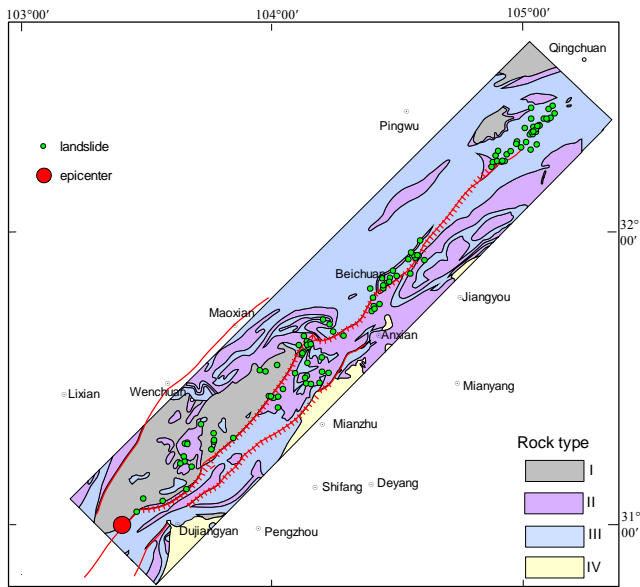 103°00′ 104°00′ 105°00′
Qingchuan
Pingwu
landslide
epicenter
32°
00′
Beichuan
Jiangyou
Maoxian
Anxian
Lixian
Wenchuan
Mianyang
Mianzhu
Rock type
I
Shifang
Deyang
II
31°
00′
Dujiangyan
Pengzhou
III
IV